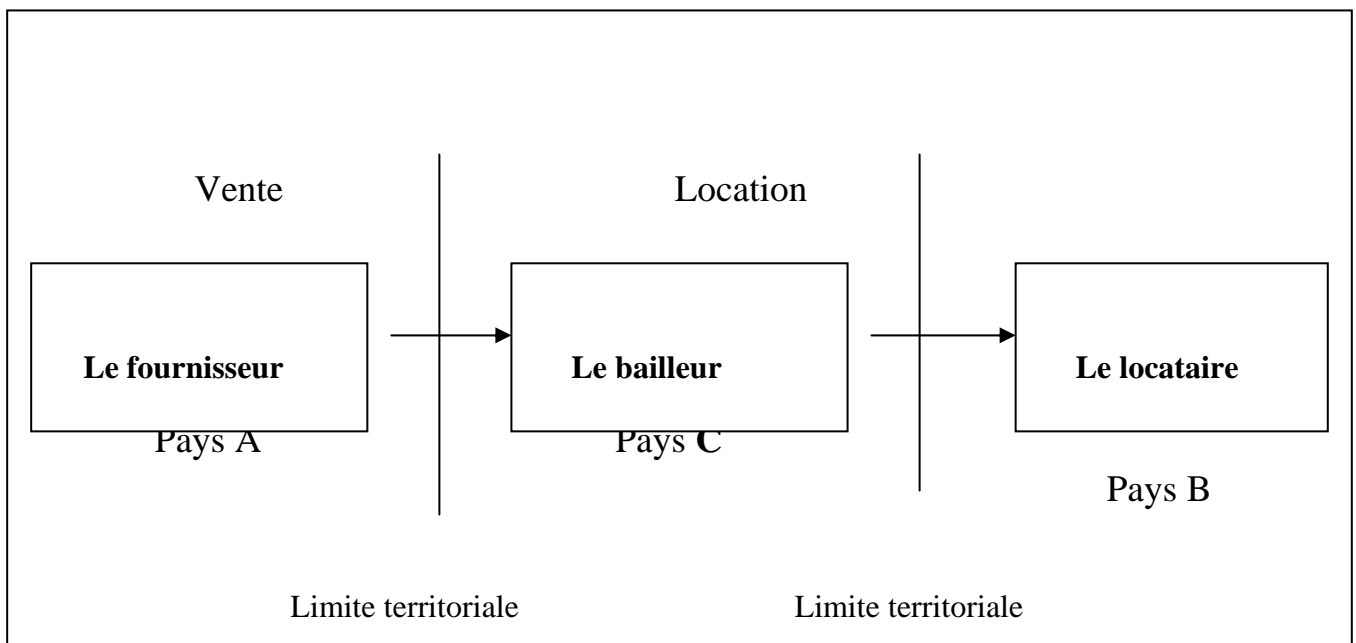 Vente Location
Le fournisseur Le bailleur Le locataire
Pays A Pays C
Pays B
Limite territoriale Limite territoriale